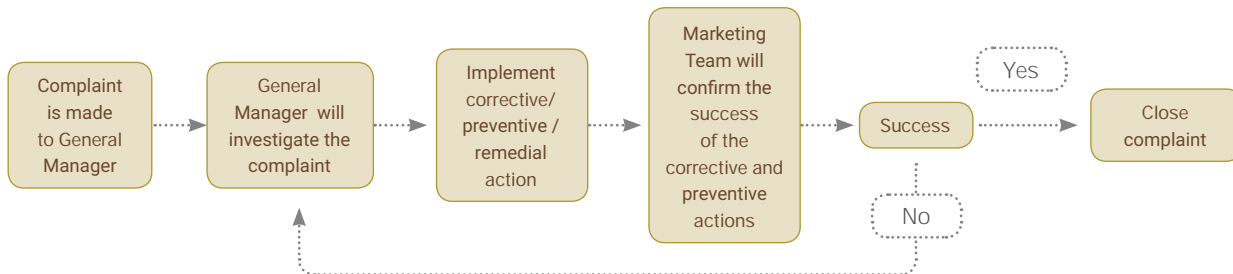 Complaint
is made
to General
Manager
General
Manager will
investigate the
complaint
Implement
corrective/
preventive /
remedial
action
Marketing
Team will
confirm the
success
of the
corrective and
preventive
actions
Success
Yes
No
Close
complaint